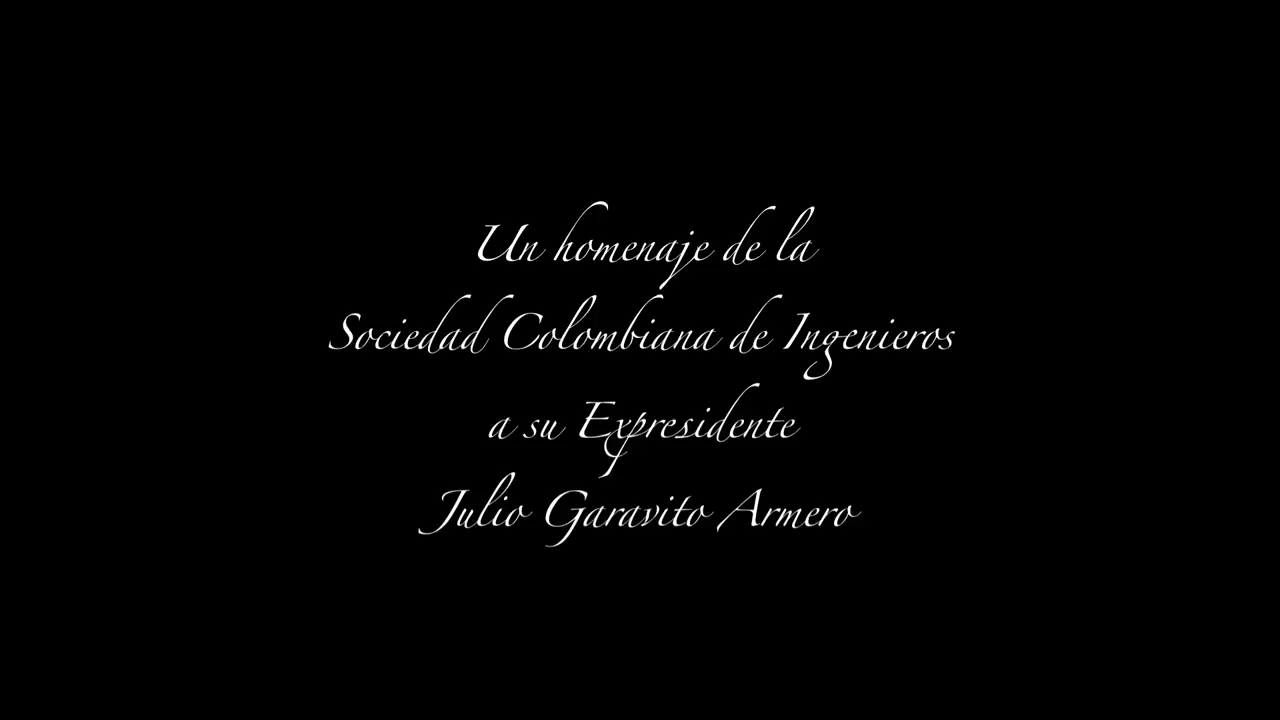 Un homenaje de la
Sociedad Colombiana de Ingenieros
a su Expresidente
Julio Garavito Armero